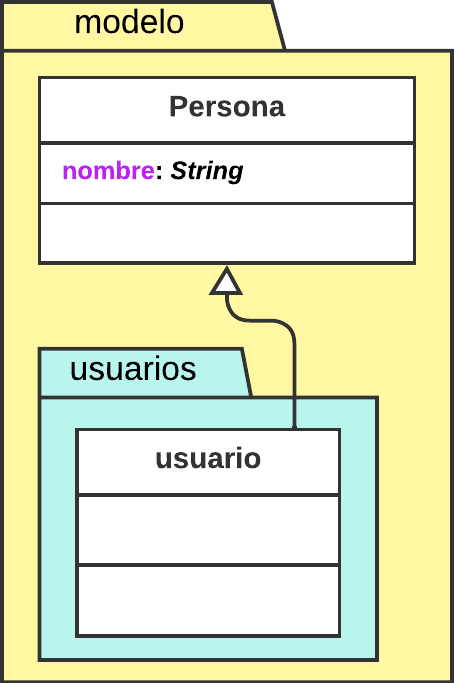 modelo
Persona
nombre: String
usuarios
usuario